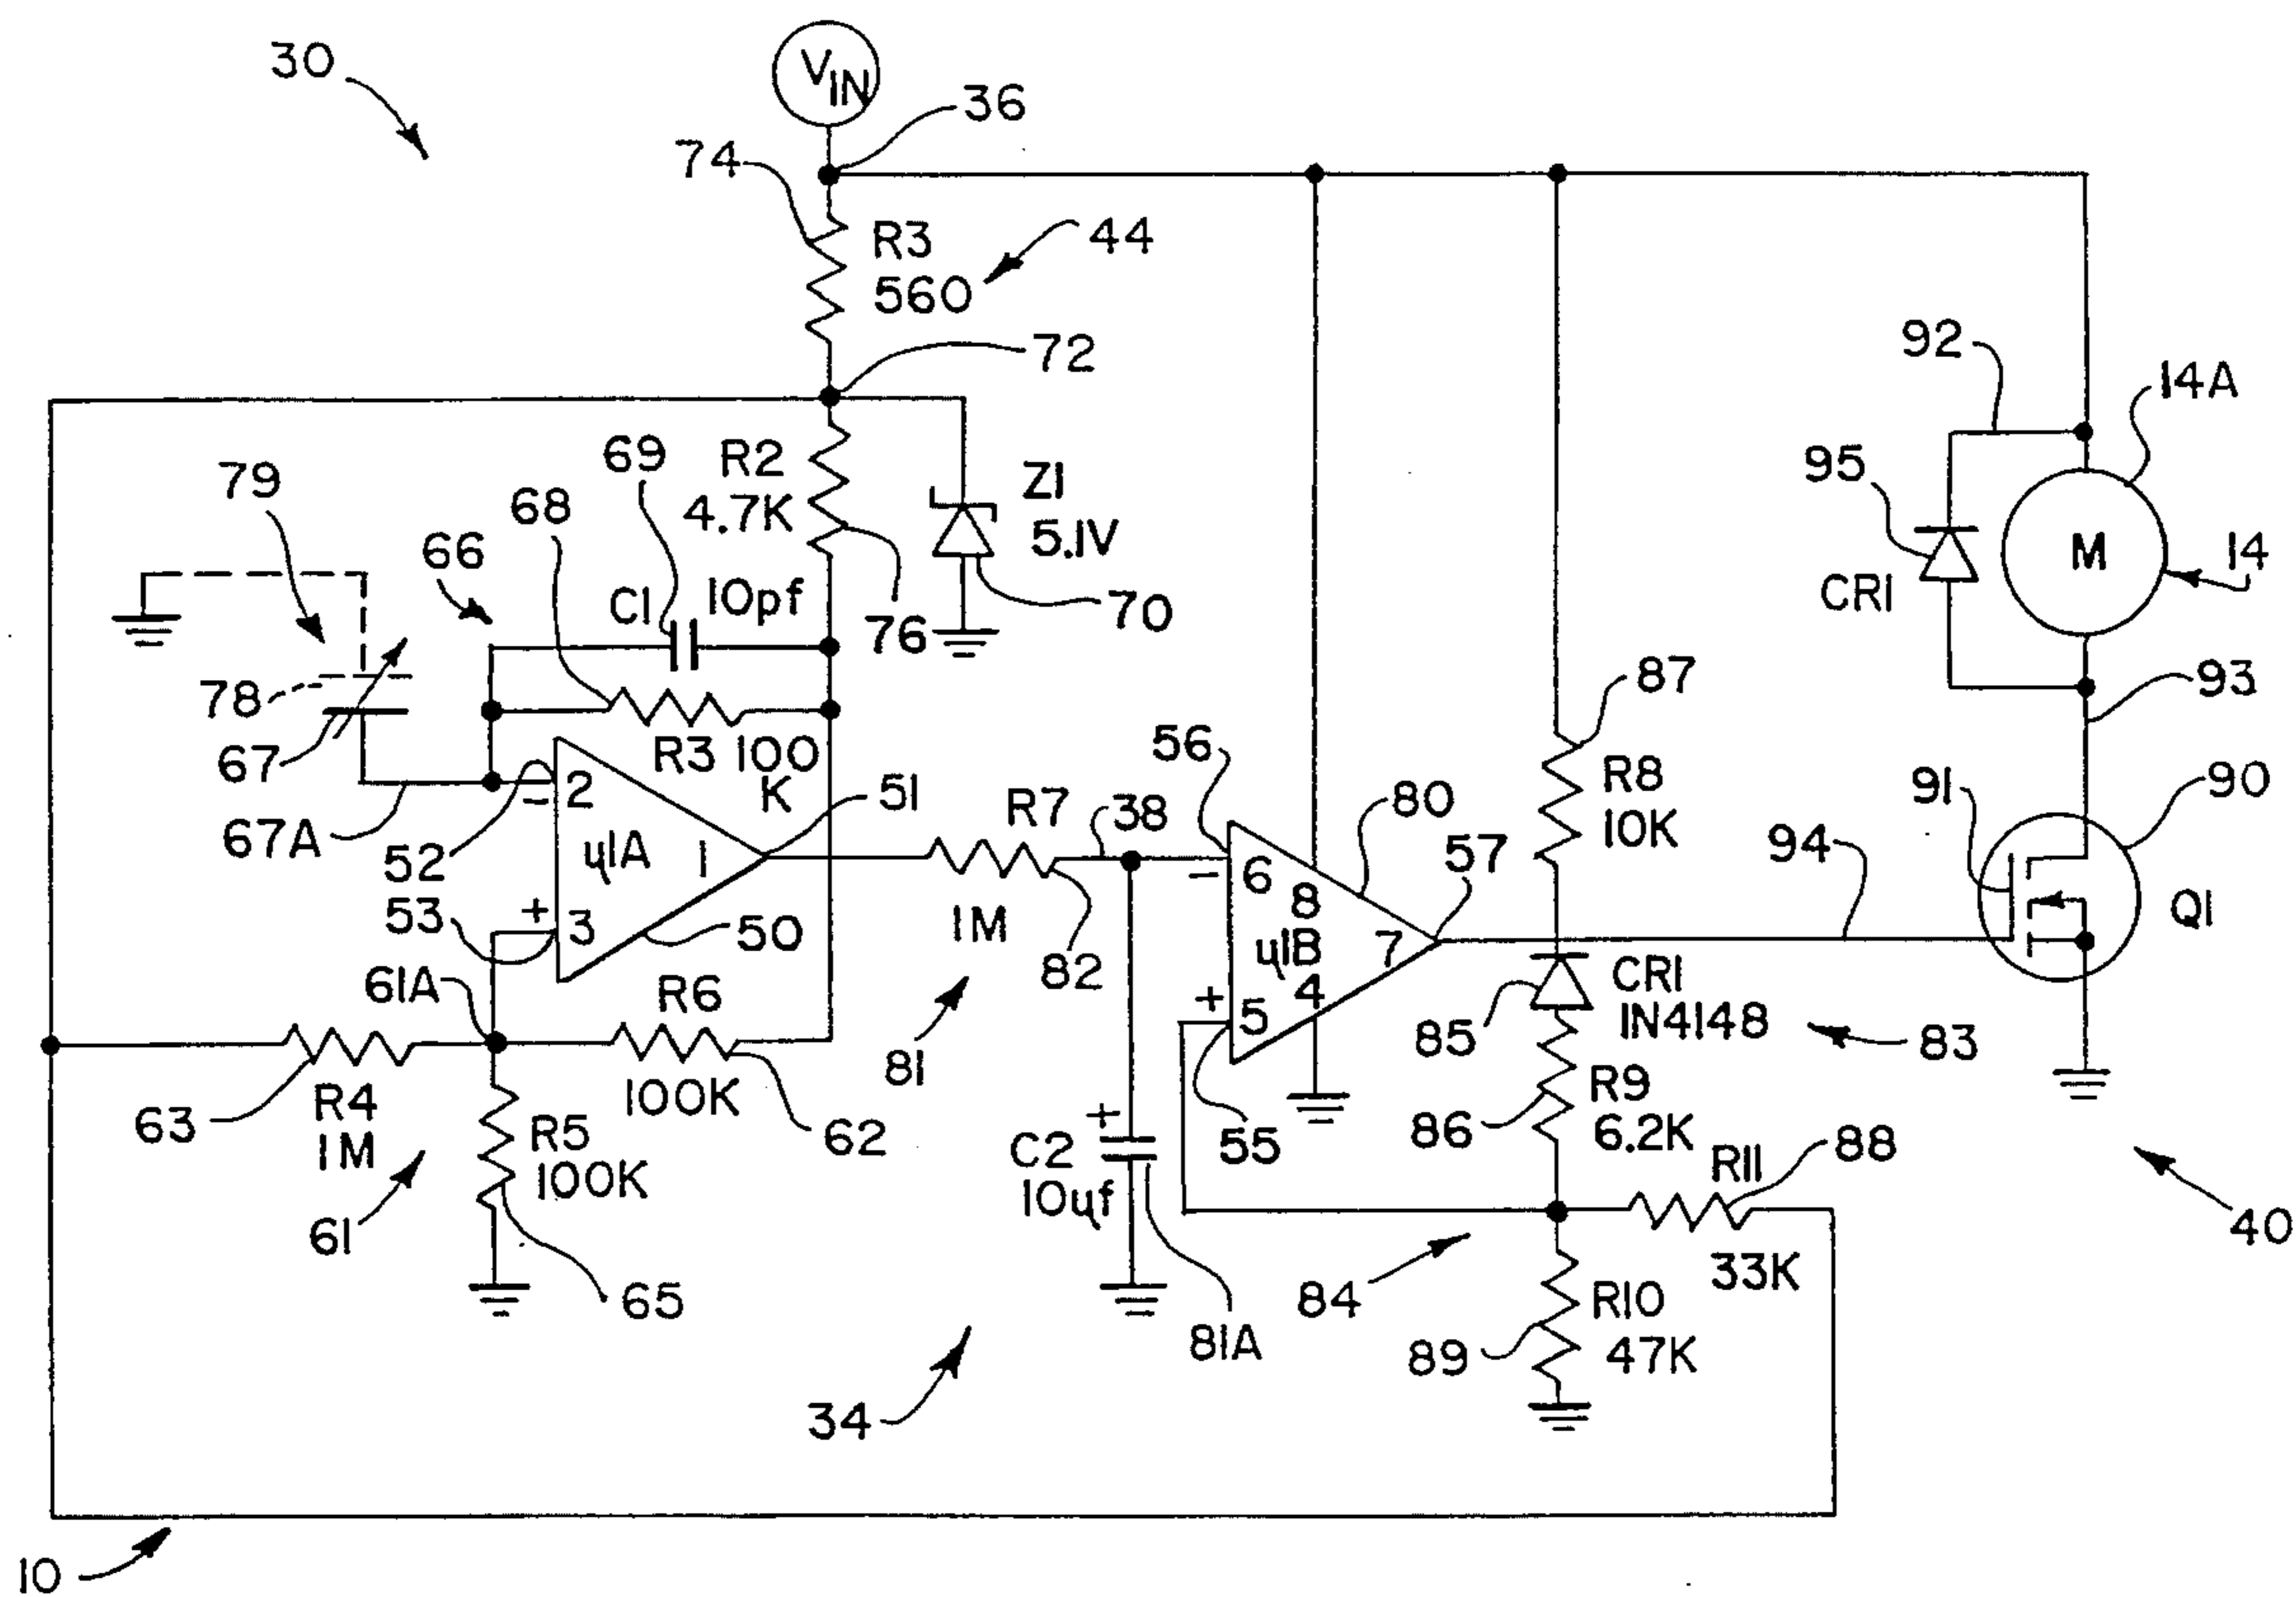 30
VIN
36
74
R3
560
44
72
92
14A
95
CR1
M
14
93
79
69
R2
4.7K
Z1
5.1V
68
66
C1
10pf
76
70
78
67
R3 100
K
67A
52
2
−
μ1A
1
51
+
53
3
50
R7
38
1M
82
56
6
−
8
80
μ1B
7
57
4
+
5
55
87
R8
10K
94
91
90
Q1
61A
R6
100K
62
81
85
CR1
1N4148
83
63
R4
1M
R5
100K
61
65
C2
+
10μf
81A
86
R9
6.2K
R11
88
33K
84
R10
89
47K
40
34
10